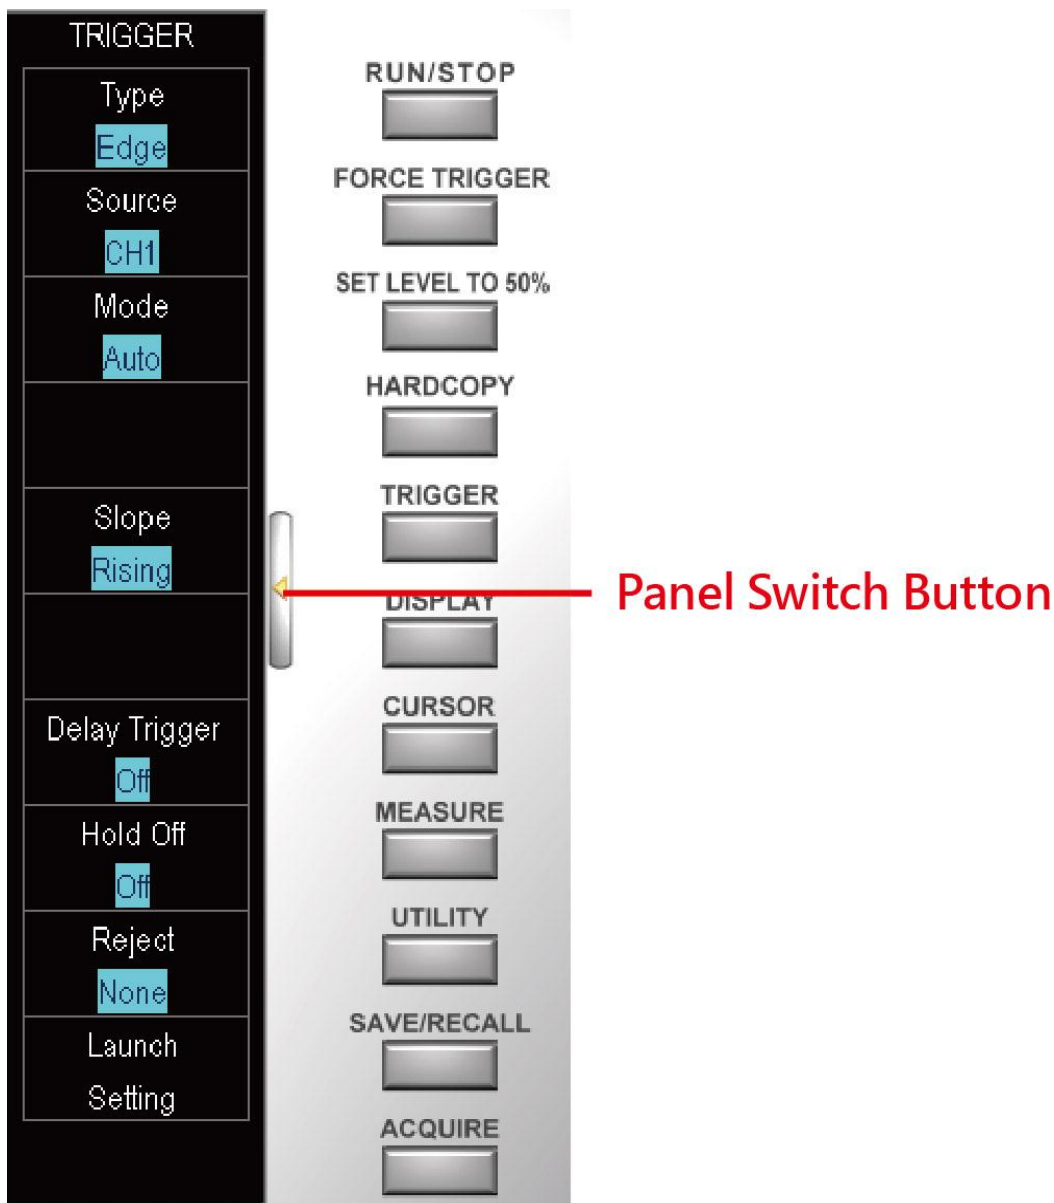 TRIGGER
Type
Edge
Source
CH1
Mode
Auto
Slope
Rising
Delay Trigger
Off
Hold Off
Off
Reject
None
Launch
Setting
RUN/STOP
FORCE TRIGGER
SET LEVEL TO 50%
HARDCOPY
TRIGGER
DISPLAY
CURSOR
MEASURE
UTILITY
SAVE/RECALL
ACQUIRE
Panel Switch Button